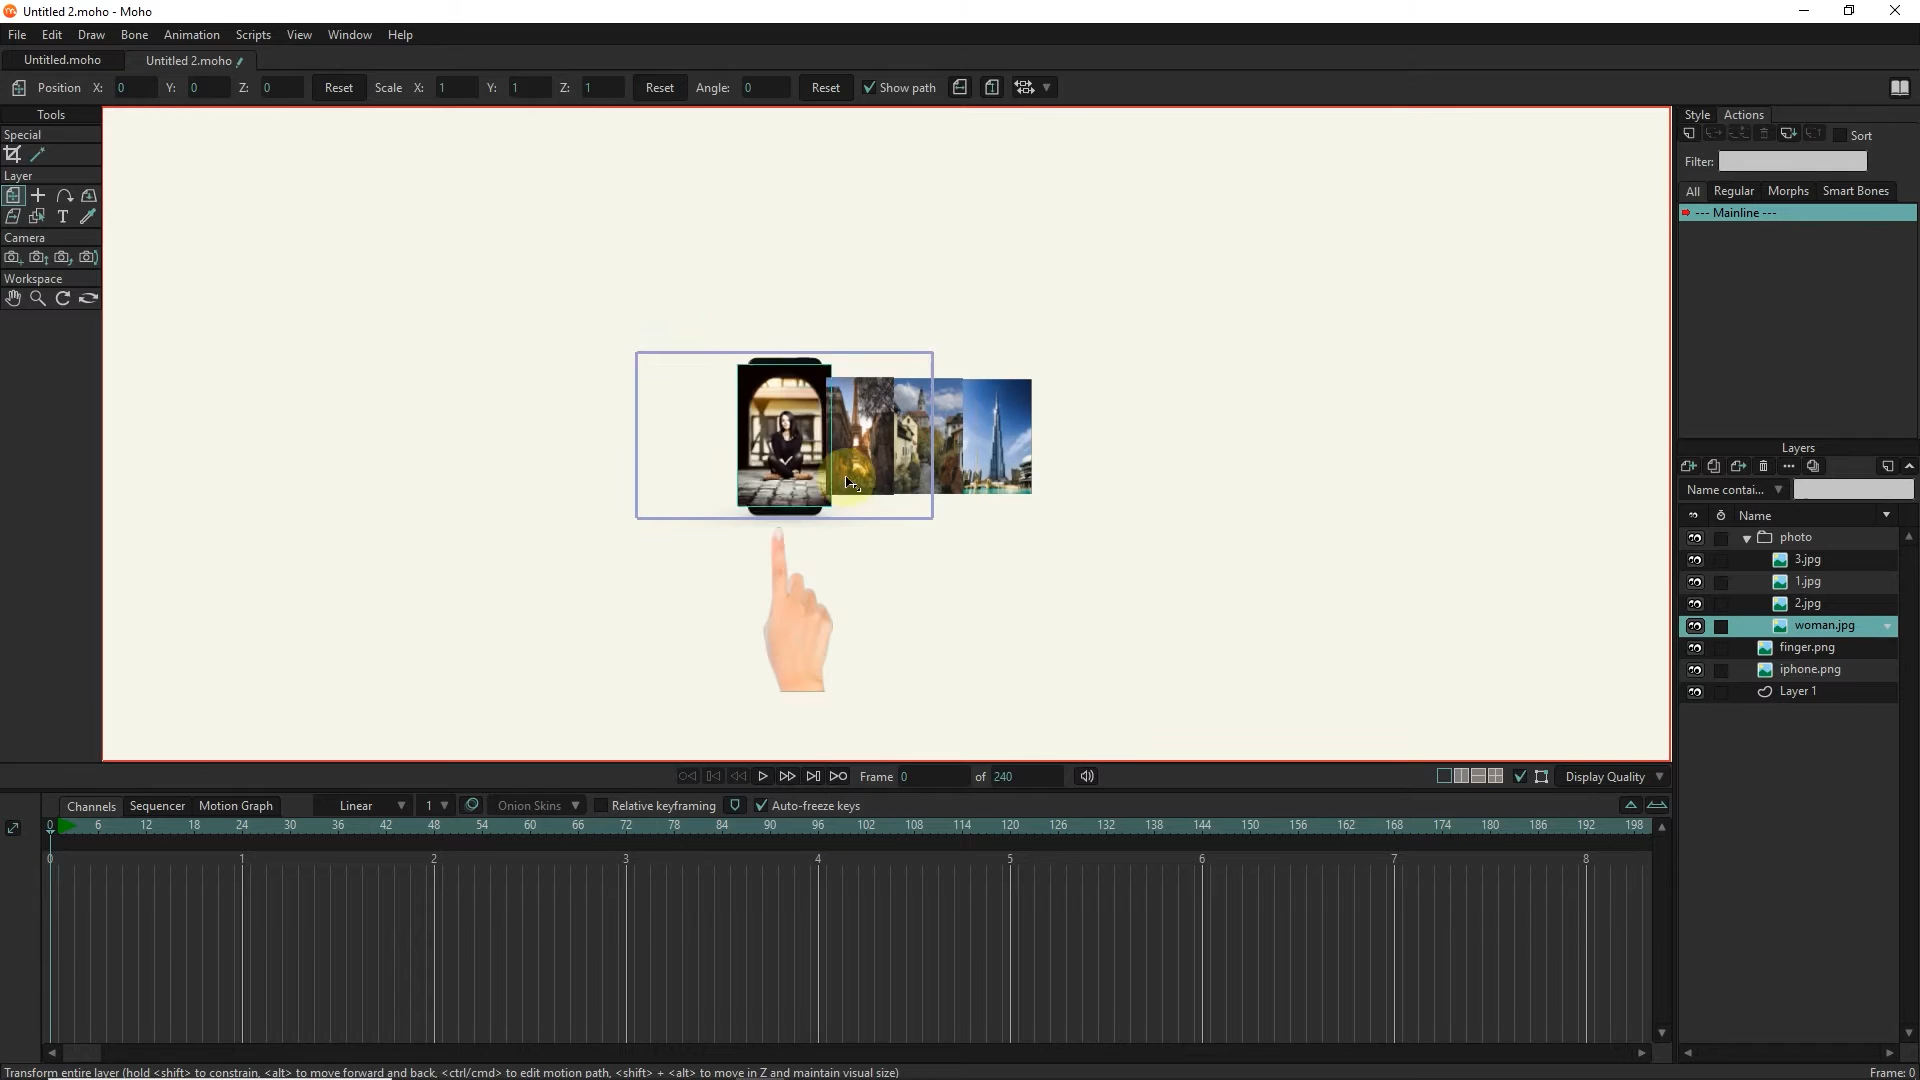 Untitled 2.moho - Moho
File Edit Draw Bone Animation Scripts View Window Help
Untitled.moho Untitled 2.moho
Position X: 0 Y: 0 Z: 0 Reset Scale X: 1 Y: 1 Z: 1 Reset Angle: 0 Reset Show path
Tools
Special
Layer
T
Camera
Workspace
Style Actions
Sort
Filter:
All Regular Morphs Smart Bones
--- Mainline ---
Layers
Name contai...
Name
photo
3.jpg
1.jpg
2.jpg
woman.jpg
finger.png
iphone.png
Layer 1
Frame 0 of 240 Display Quality
Channels Sequencer Motion Graph Linear 1 Onion Skins Relative keyframing Auto-freeze keys
0 6 12 18 24 30 36 42 48 54 60 66 72 78 84 90 96 102 108 114 120 126 132 138 144 150 156 162 168 174 180 186 192 198
0 1 2 3 4 5 6 7 8
Transform entire layer (hold <shift> to constrain, <alt> to move forward and back, <ctrl/cmd> to edit motion path, <shift> + <alt> to move in Z and maintain visual size) Frame: 0